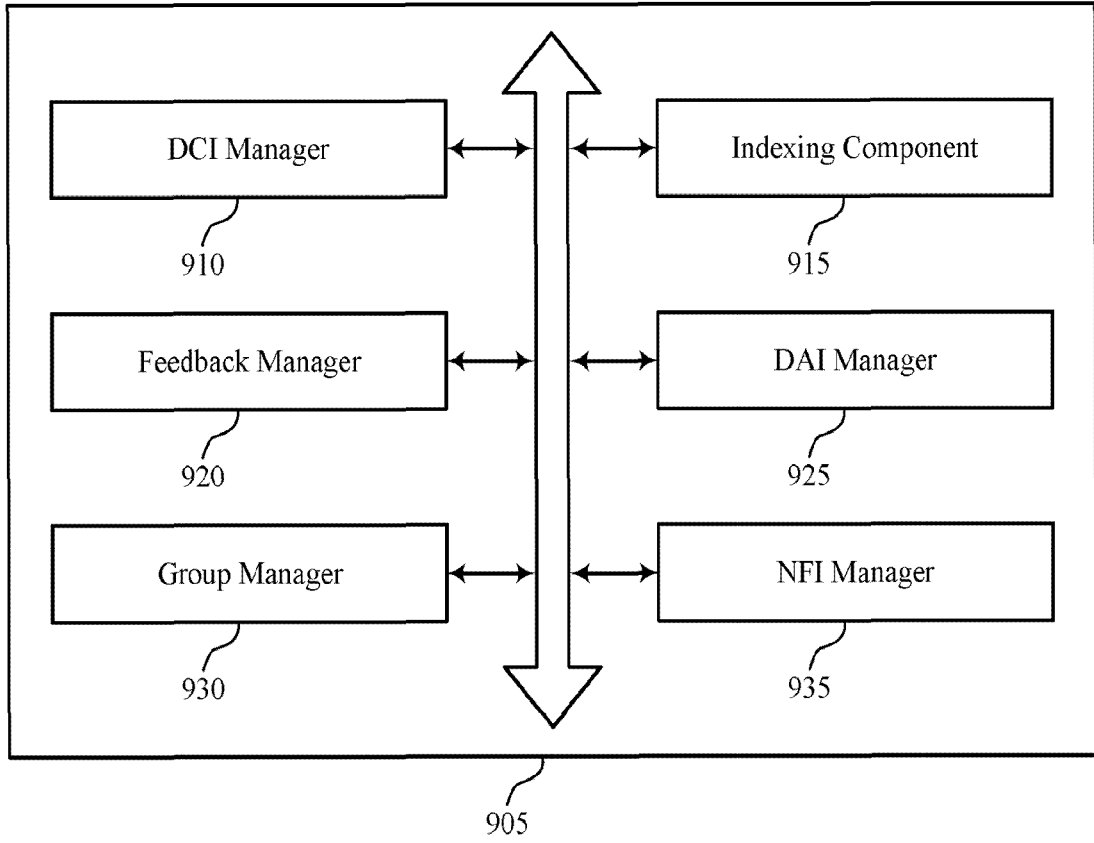 DCI Manager
Indexing Component
910
915
Feedback Manager
DAI Manager
920
925
Group Manager
NFI Manager
930
935
905